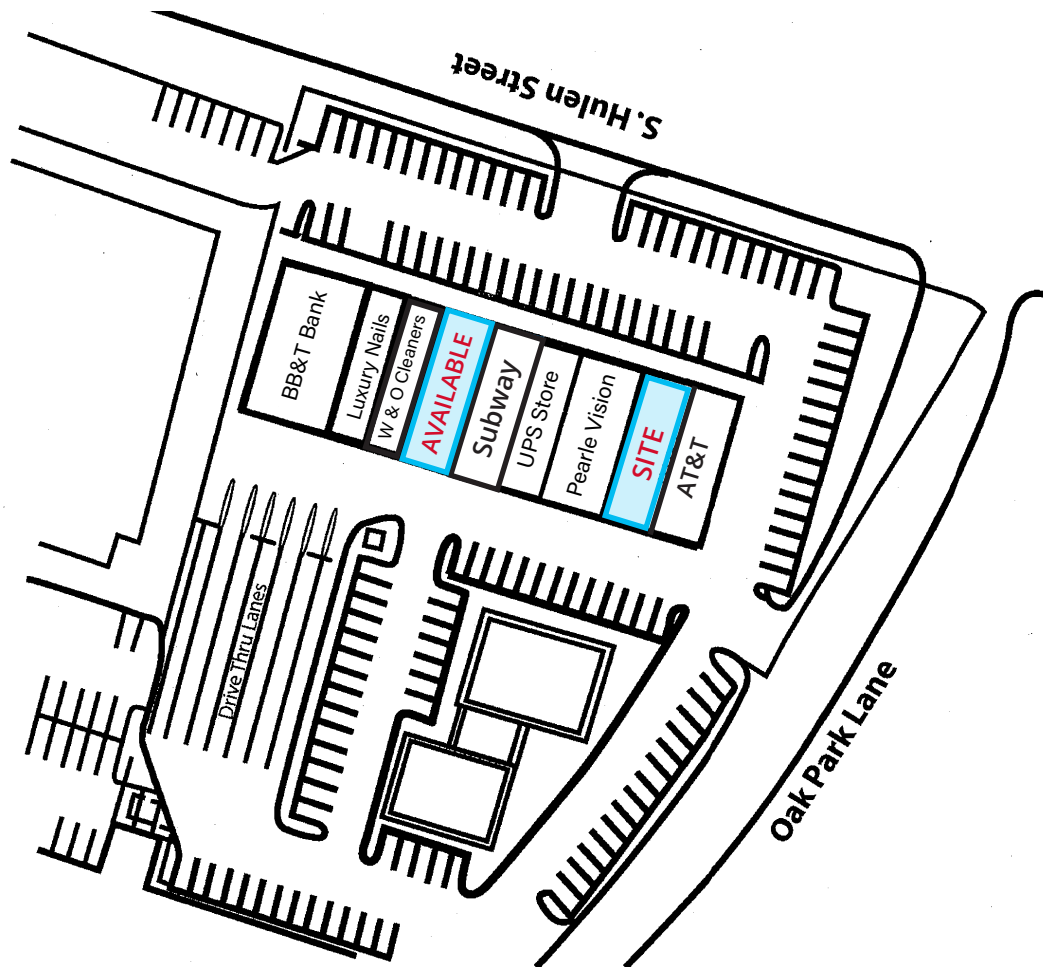 S. Hulen Street
BB&T Bank
Luxury Nails
W & O Cleaners
AVAILABLE
Subway
UPS Store
Pearle Vision
SITE
AT&T
Drive Thru Lanes
Oak Park Lane